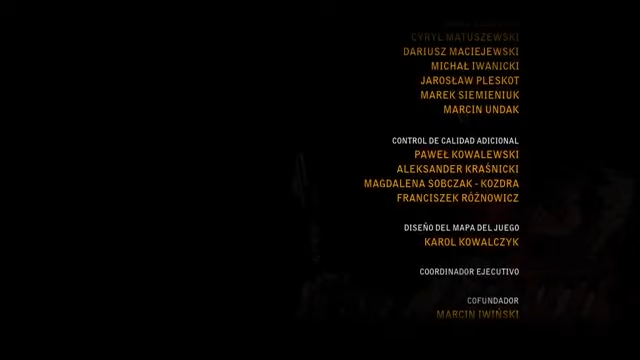 CYRYL MATUSZEWSKI
DARIUSZ MACIEJEWSKI
MICHAŁ IWANICKI
JAROSŁAW PLESKOT
MAREK SIEMIENIUK
MARCIN UNDAK
CONTROL DE CALIDAD ADICIONAL
PAWEŁ KOWALEWSKI
ALEKSANDER KRAŚNICKI
MAGDALENA SOBCZAK - KOZDRA
FRANCISZEK RÓŻNOWICZ
DISEÑO DEL MAPA DEL JUEGO
KAROL KOWALCZYK
COORDINADOR EJECUTIVO
COFUNDADOR
MARCIN IWIŃSKI